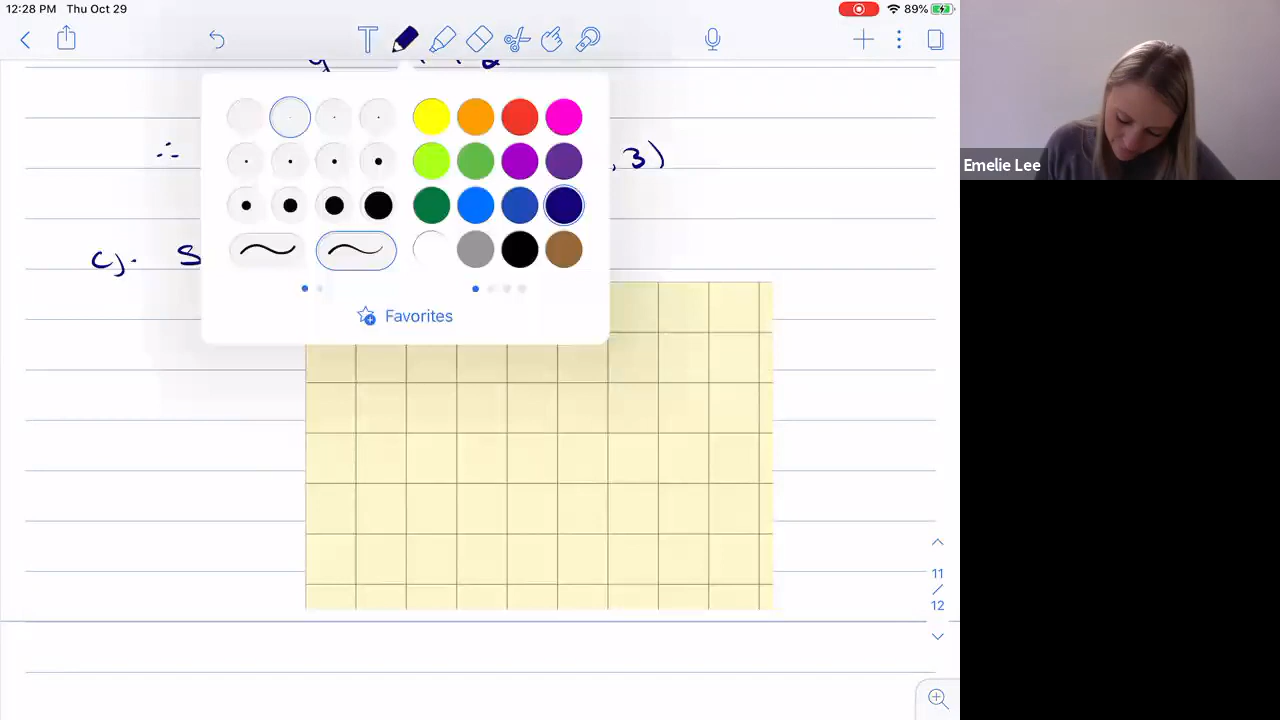 12:28 PM Thu Oct 29
89%
T
∴ , 3)
Emelie Lee
c). S
Favorites
11
/
12